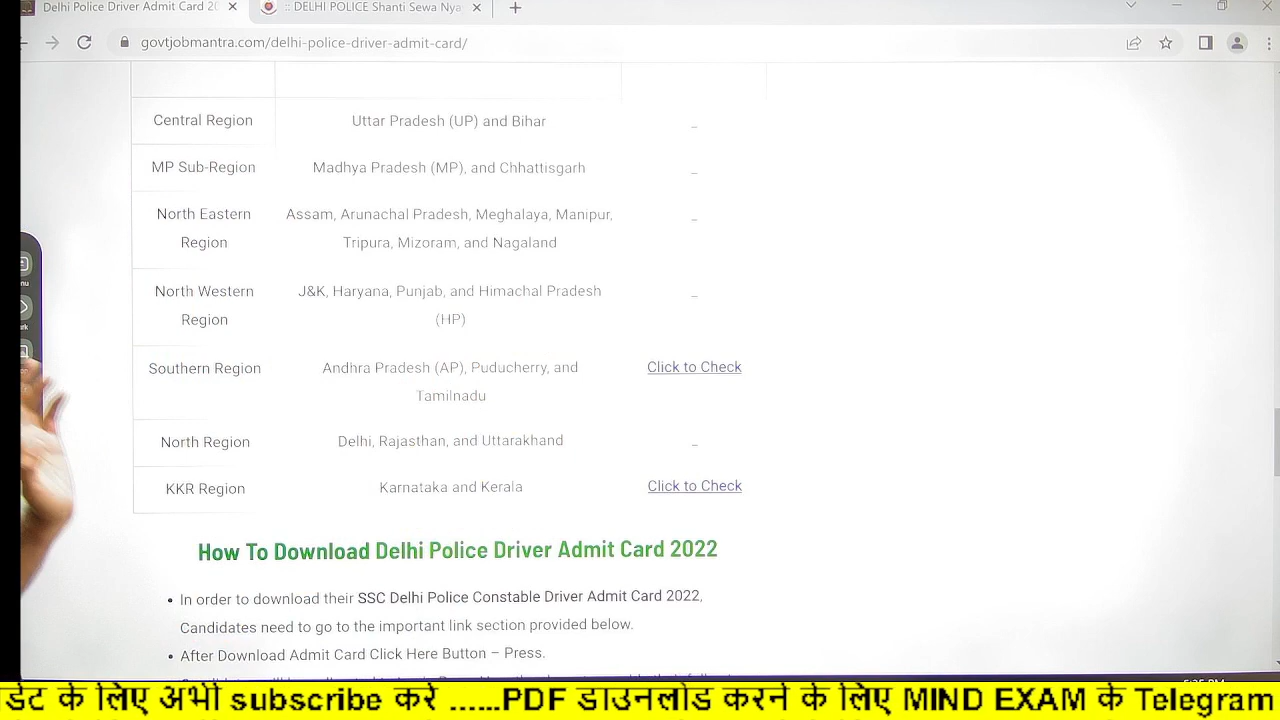 Delhi Police Driver Admit Card 20
:: DELHI POLICE Shanti Sewa Nya
govtjobmantra.com/delhi-police-driver-admit-card/
Central Region Uttar Pradesh (UP) and Bihar –
MP Sub-Region Madhya Pradesh (MP), and Chhattisgarh –
North Eastern Region Assam, Arunachal Pradesh, Meghalaya, Manipur, –
Tripura, Mizoram, and Nagaland
North Western Region J&K, Haryana, Punjab, and Himachal Pradesh –
(HP)
Southern Region Andhra Pradesh (AP), Puducherry, and Click to Check
Tamilnadu
North Region Delhi, Rajasthan, and Uttarakhand –
KKR Region Karnataka and Kerala Click to Check
How To Download Delhi Police Driver Admit Card 2022
• In order to download their SSC Delhi Police Constable Driver Admit Card 2022,
Candidates need to go to the important link section provided below.
• After Download Admit Card Click Here Button – Press.
डेट के लिए अभी subscribe करे ......PDF डाउनलोड करने के लिए MIND EXAM के Telegram